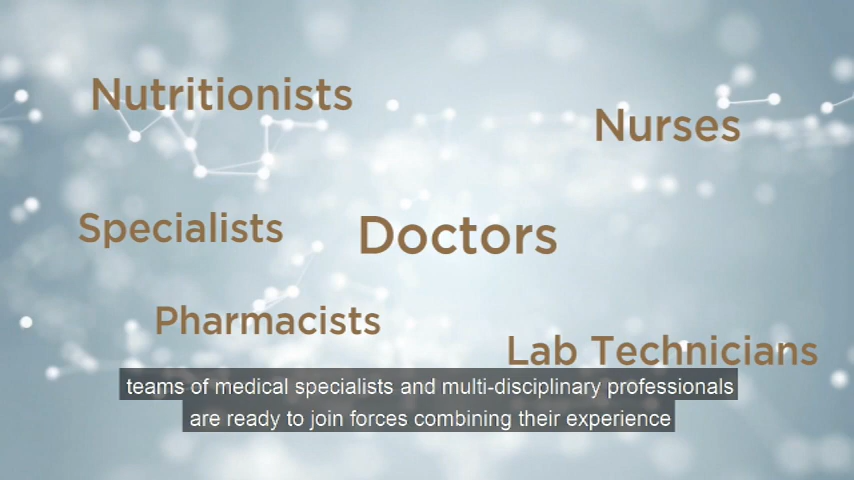 Nutritionists
Nurses
Specialists
Doctors
Pharmacists
Lab Technicians
teams of medical specialists and multi-disciplinary professionals
are ready to join forces combining their experience